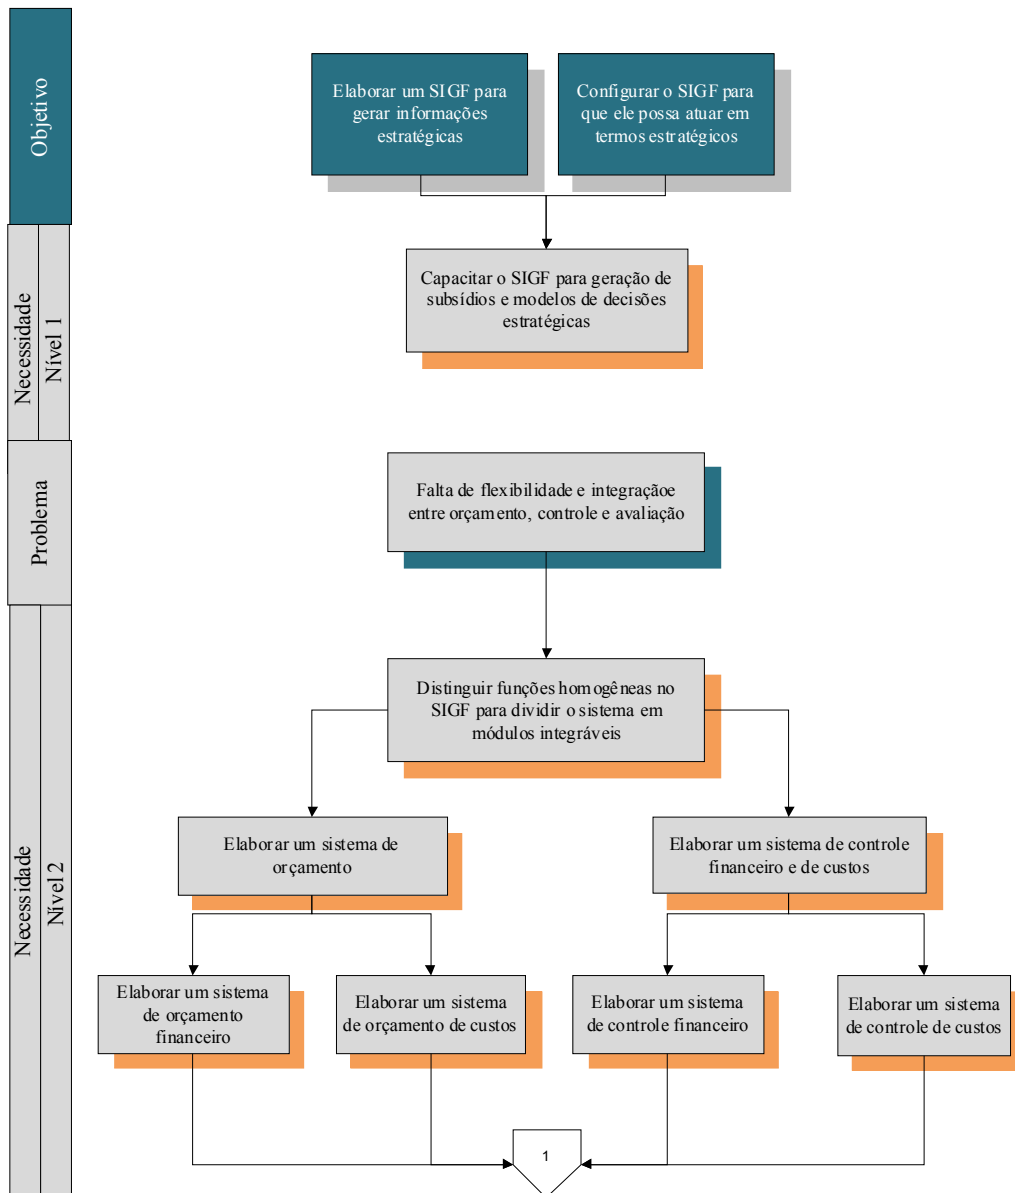 Objetivo
Elaborar um SIGF para
gerar informações
estratégicas
Configurar o SIGF para
que ele possa atuar em
termos estratégicos
Necessidade
Nível 1
Capacitar o SIGF para geração de
subsídios e modelos de decisões
estratégicas
Problema
Falta de flexibilidade e integraçãoe
entre orçamento, controle e avaliação
Necessidade
Nível 2
Distinguir funções homogêneas no
SIGF para dividir o sistema em
módulos integráveis
Elaborar um sistema de
orçamento
Elaborar um sistema de controle
financeiro e de custos
Elaborar um sistema
de orçamento
financeiro
Elaborar um sistema
de orçamento de custos
Elaborar um sistema
de controle financeiro
Elaborar um sistema
de controle de custos
1